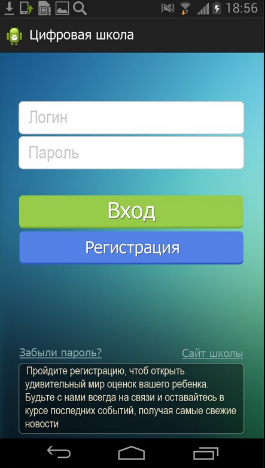 18:56
Цифровая школа
Логин
Пароль
Вход
Регистрация
Забыли пароль? Сайт школы
Пройдите регистрацию, чтоб открыть
удивительный мир оценок вашего ребенка.
Будьте с нами всегда на связи и оставайтесь в
курсе последних событий, получая самые свежие
новости